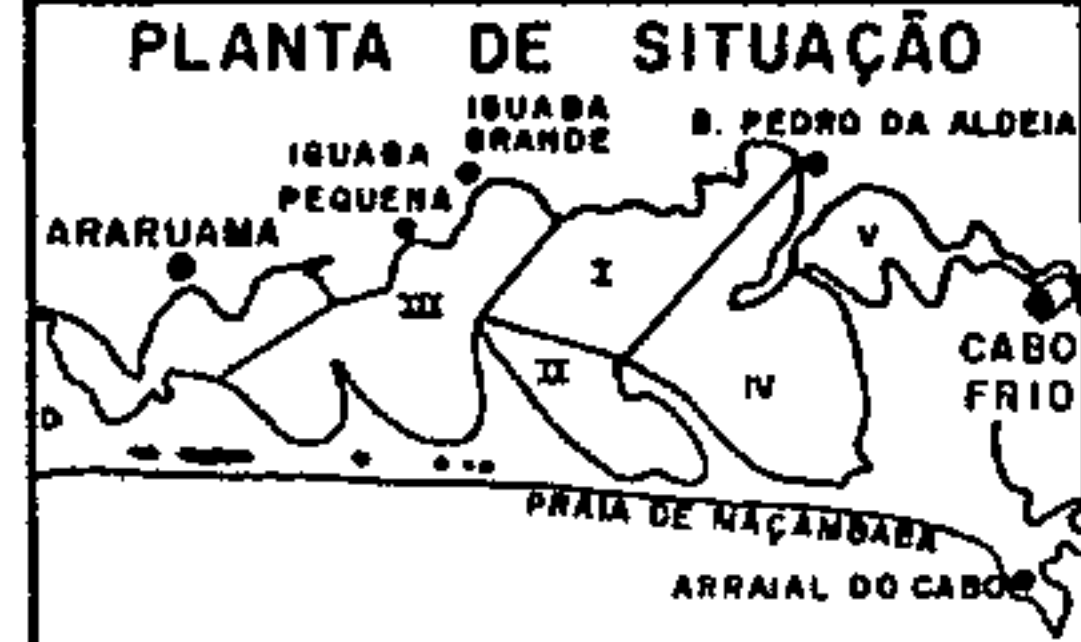 PLANTA DE SITUAÇÃO
IGUABA
GRANDE
S. PEDRO DA ALDEIA
IGUABA
PEQUENA
ARARUAMA
V
I
III
CABO
FRIO
II
IV
PRAIA DE MAÇAMBABA
ARRAIAL DO CABO